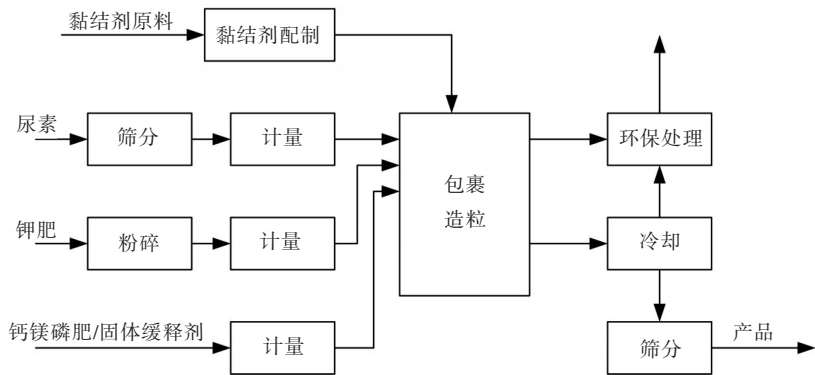 黏结剂原料
黏结剂配制
尿素
筛分
计量
包裹
造粒
环保处理
钾肥
粉碎
计量
冷却
钙镁磷肥/固体缓释剂
计量
筛分
产品